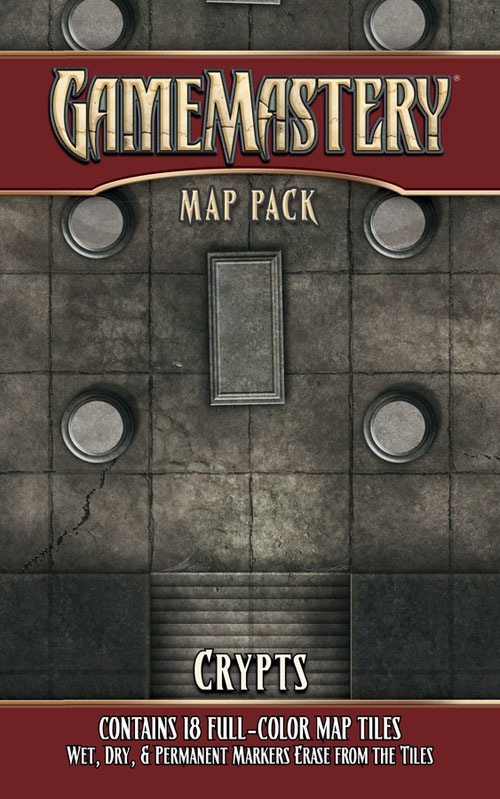 GAMEMASTERY®
MAP PACK
CRYPTS
CONTAINS 18 FULL-COLOR MAP TILES
WET, DRY, & PERMANENT MARKERS ERASE FROM THE TILES